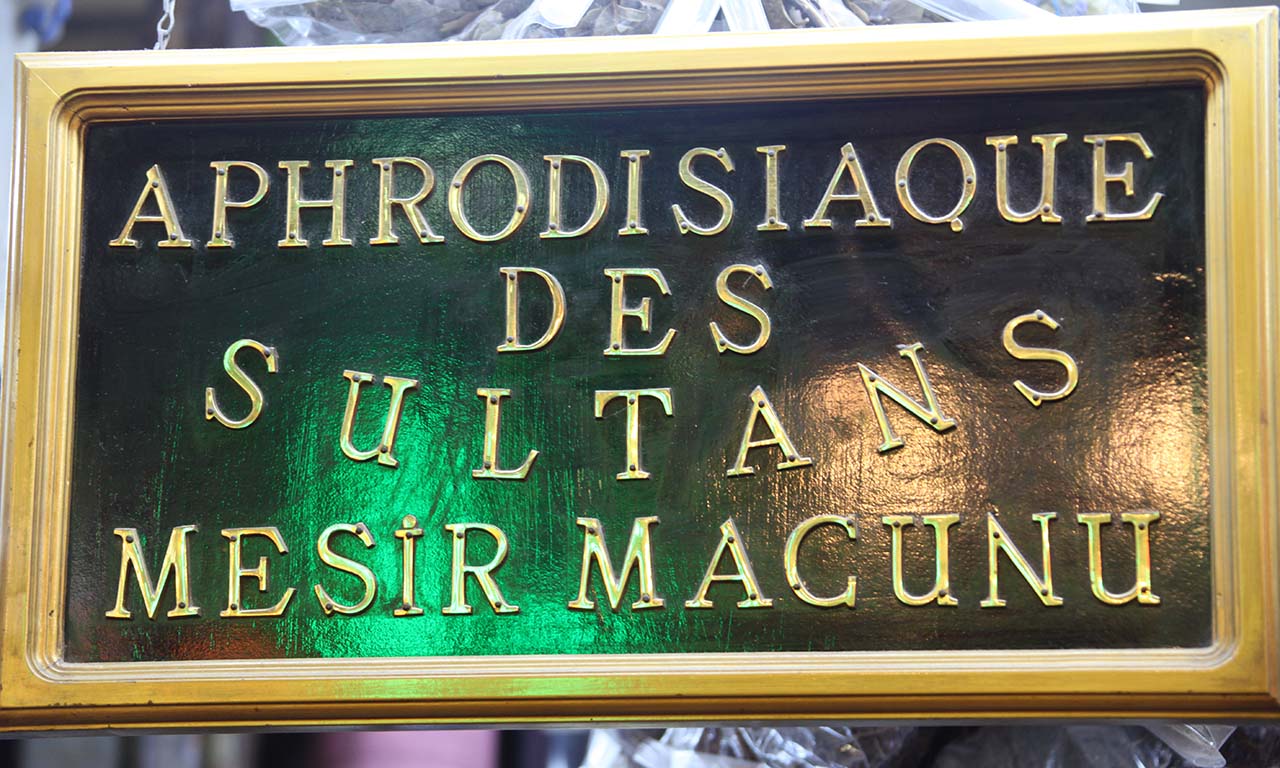 APHRODISIAQUE
DES
SULTANS
MESİR MACUNU